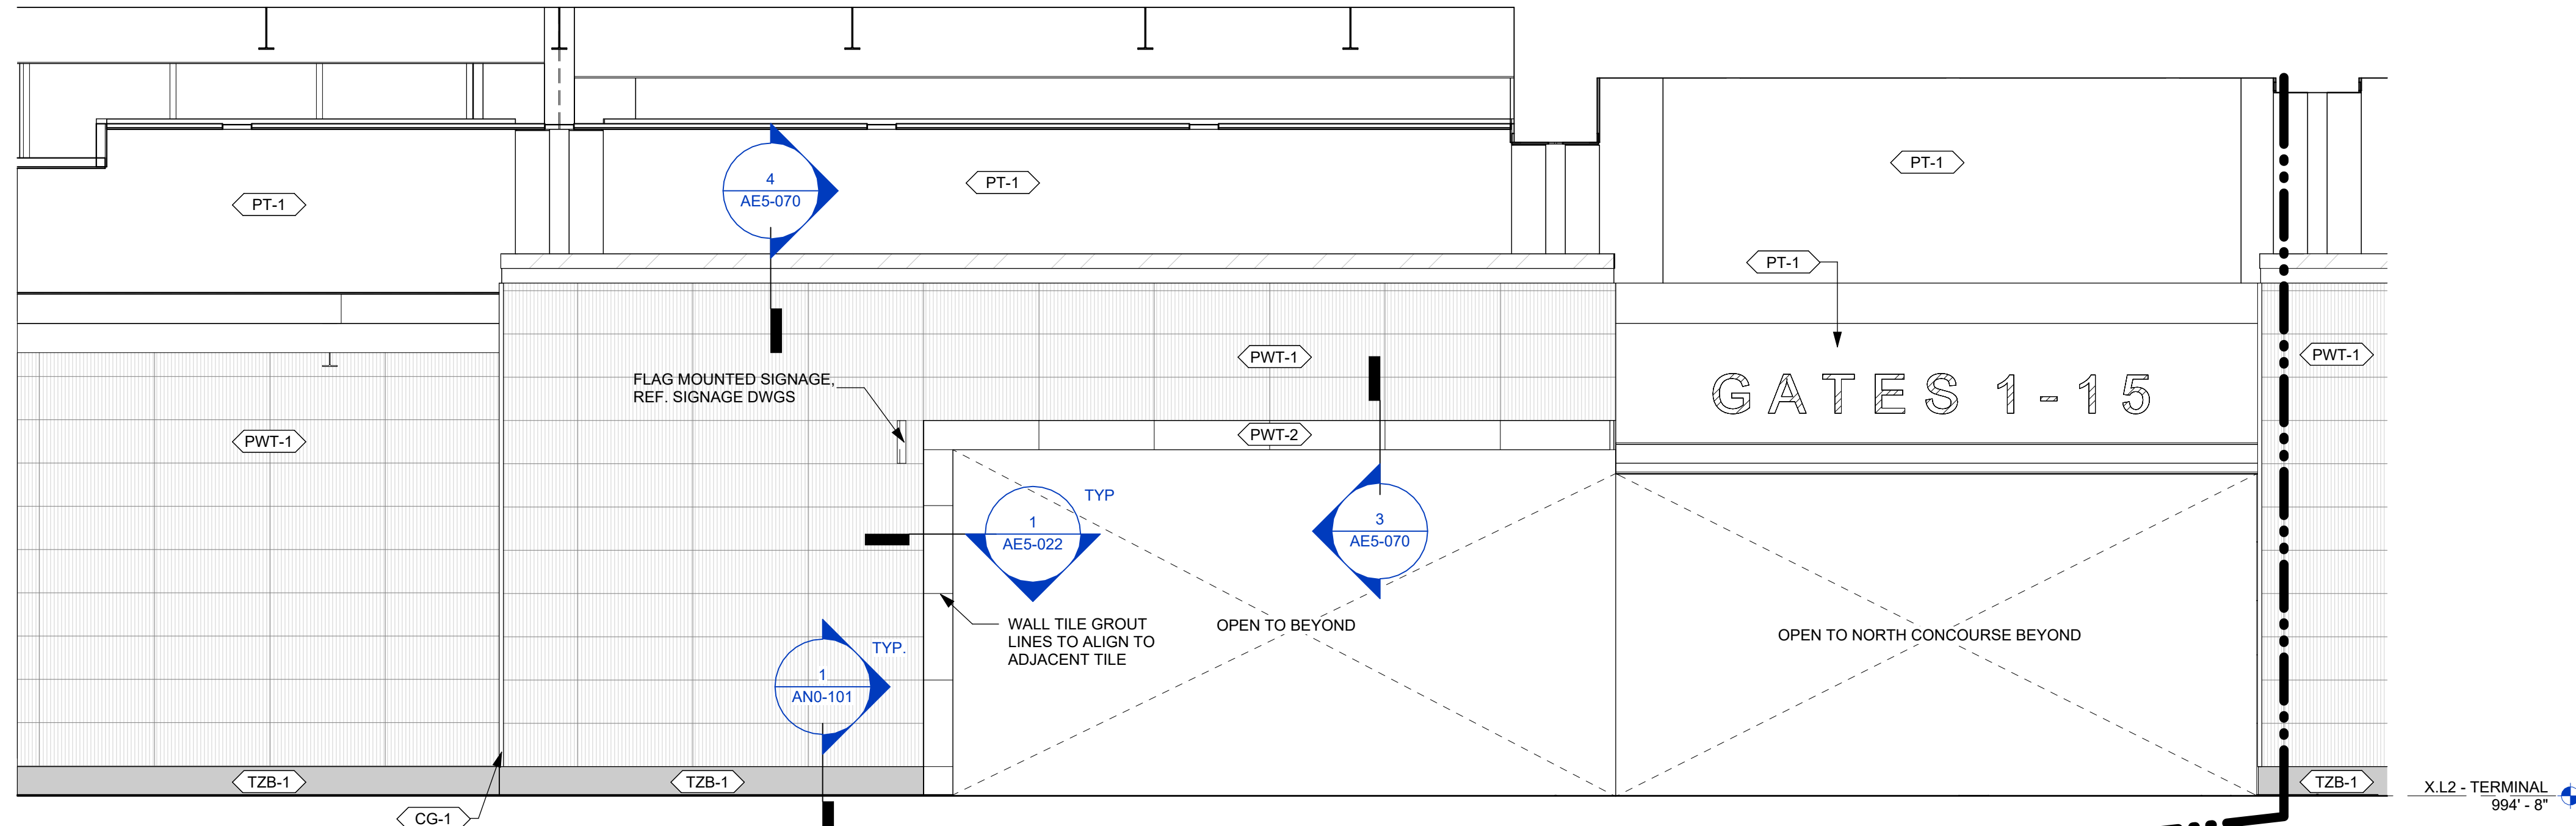 4
AE5-070
PT-1
PT-1
PT-1
PT-1
PWT-1
PWT-1
FLAG MOUNTED SIGNAGE,
REF. SIGNAGE DWGS
GATES 1-15
PWT-1
PWT-2
TYP
1
AE5-022
3
AE5-070
WALL TILE GROUT
LINES TO ALIGN TO
ADJACENT TILE
OPEN TO BEYOND
OPEN TO NORTH CONCOURSE BEYOND
TYP.
1
AN0-101
TZB-1
TZB-1
TZB-1
X.L2 - TERMINAL
994' - 8"
CG-1